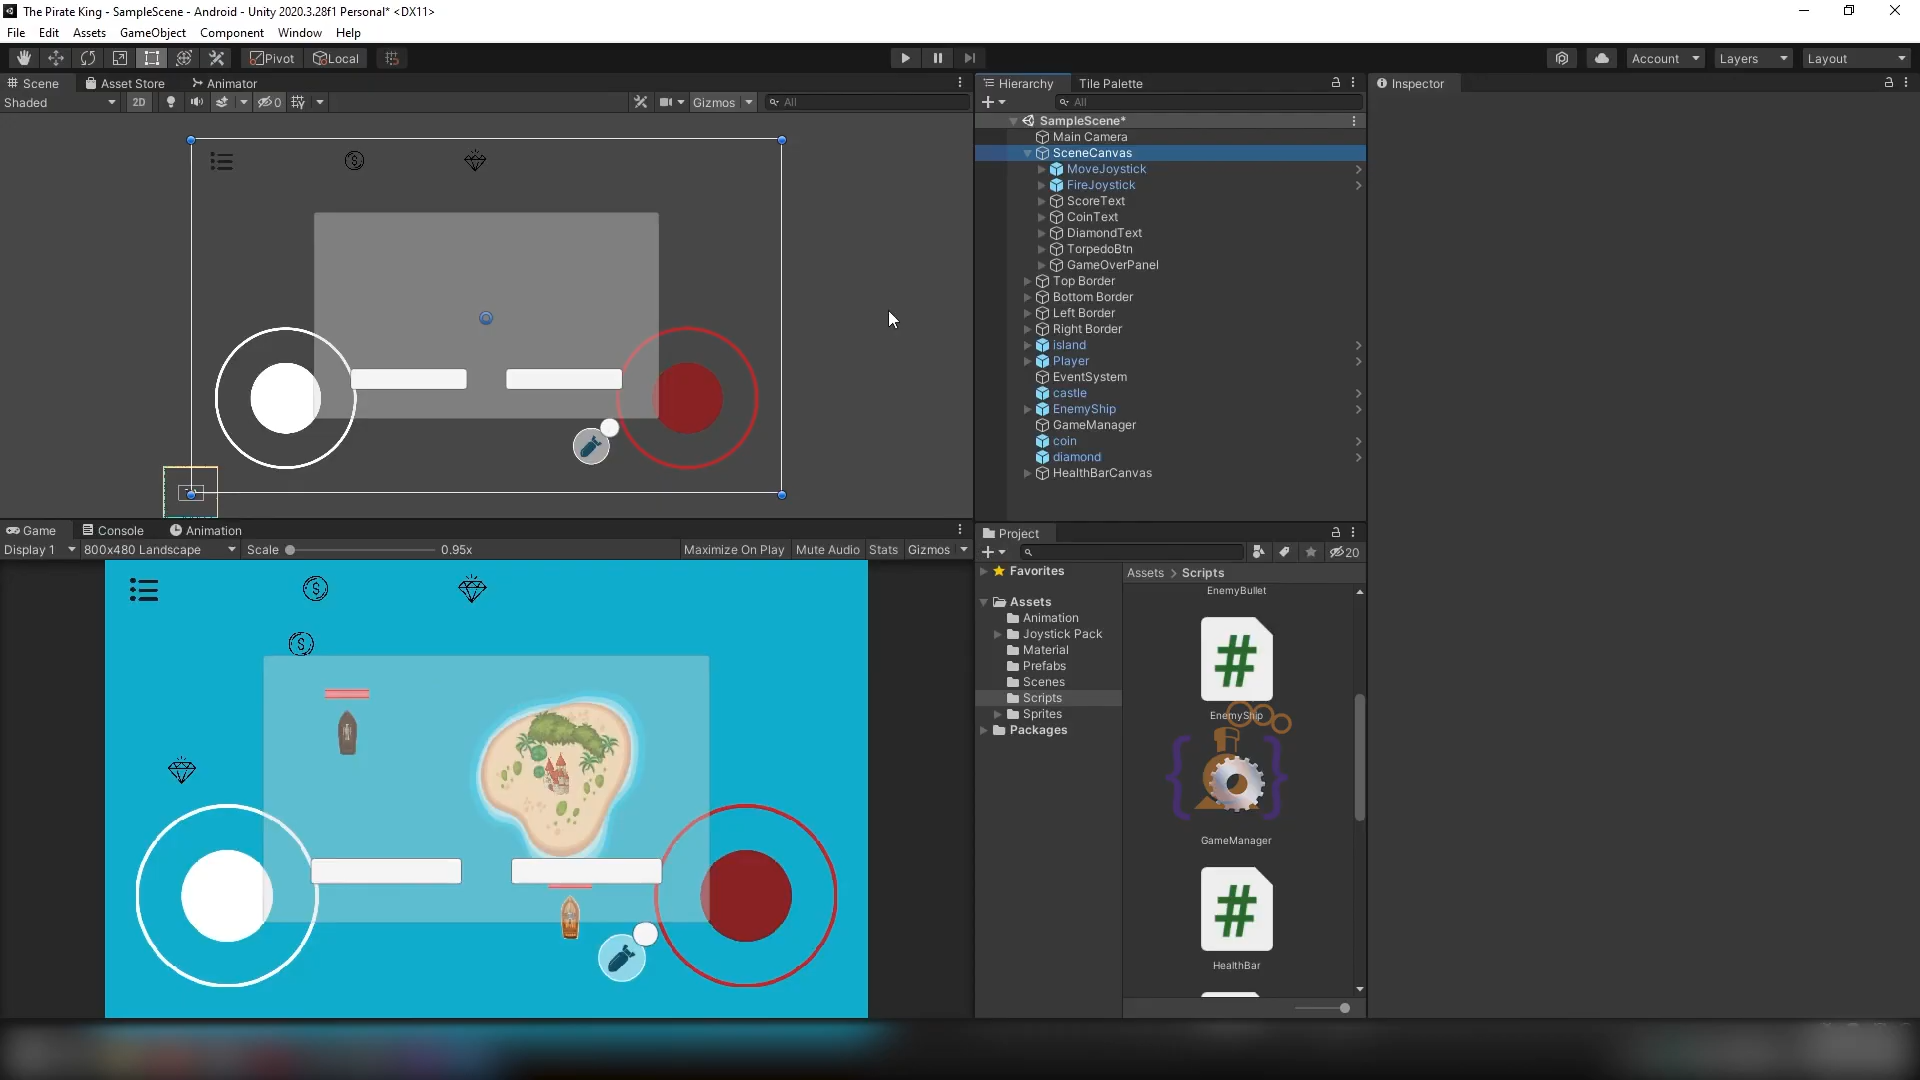 The Pirate King - SampleScene - Android - Unity 2020.3.28f1 Personal* <DX11>
File Edit Assets GameObject Component Window Help
Pivot Local Account Layers Layout
Scene Asset Store Animator
Shaded 2D 0 Gizmos All
Hierarchy Tile Palette
All
SampleScene*
Main Camera
SceneCanvas
MoveJoystick
FireJoystick
ScoreText
CoinText
DiamondText
TorpedoBtn
GameOverPanel
Top Border
Bottom Border
Left Border
Right Border
island
Player
EventSystem
castle
EnemyShip
GameManager
coin
diamond
HealthBarCanvas
Inspector
Game Console Animation
Display 1 800x480 Landscape Scale 0.95x Maximize On Play Mute Audio Stats Gizmos
Project
20
Favorites
Assets
Animation
Joystick Pack
Material
Prefabs
Scenes
Scripts
Sprites
Packages
Assets > Scripts
EnemyBullet
EnemyShip
GameManager
HealthBar